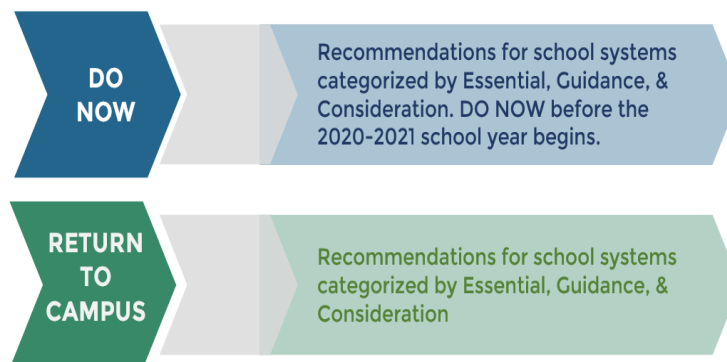 DO
NOW
Recommendations for school systems
categorized by Essential, Guidance, &
Consideration. DO NOW before the
2020-2021 school year begins.
RETURN
TO
CAMPUS
Recommendations for school systems
categorized by Essential, Guidance, &
Consideration